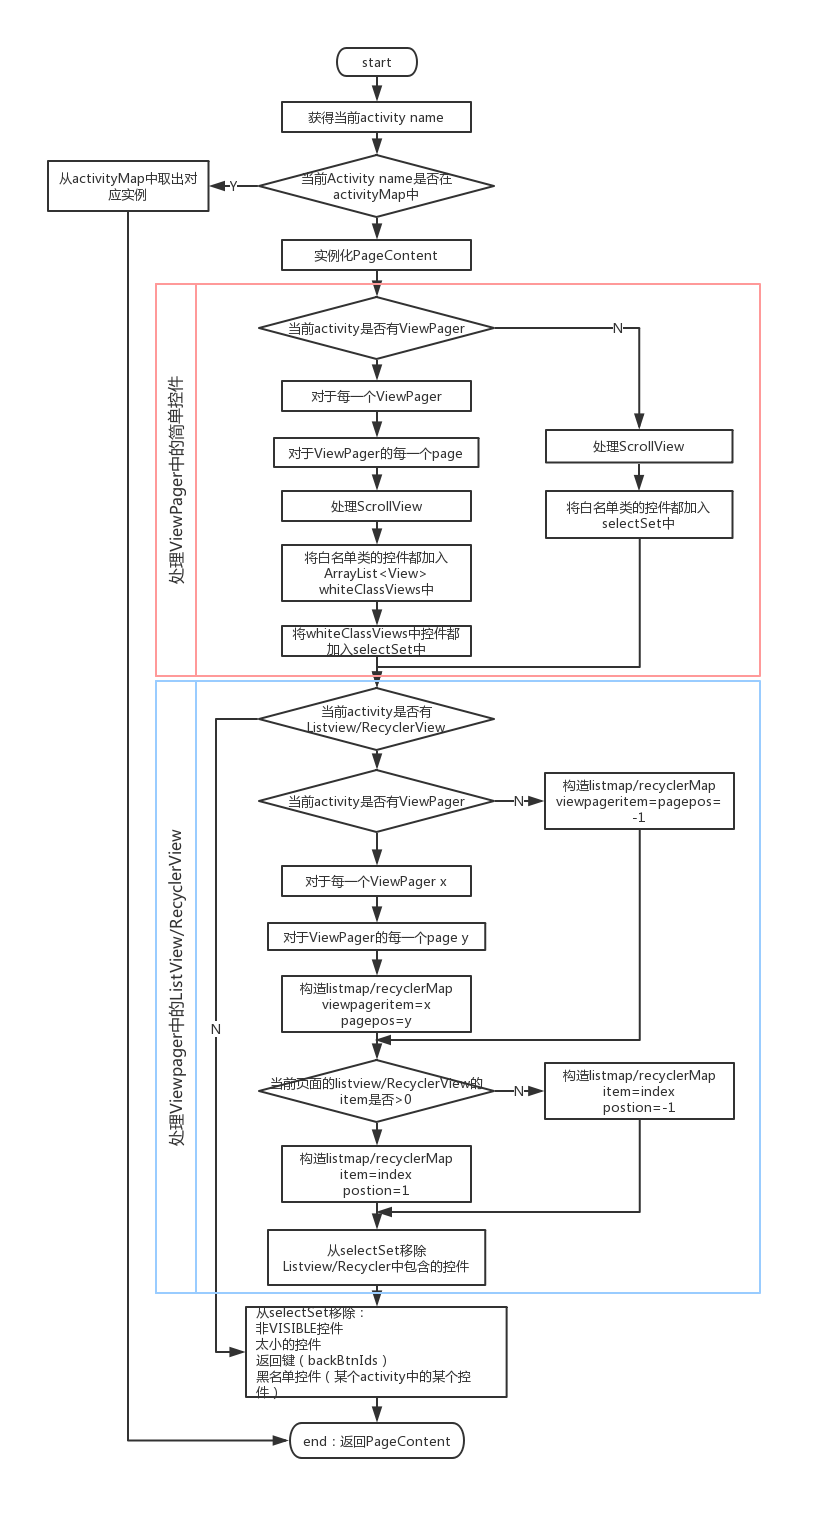 start
获得当前activity name
当前Activity name是否在
activityMap中
Y
从activityMap中取出对
应实例
实例化PageContent
处理ViewPager中的简单控件
当前activity是否有ViewPager
N
对于每一个ViewPager
对于ViewPager的每一个page
处理ScrollView
将白名单类的控件都加入
ArrayList<View>
whiteClassViews中
将whiteClassViews中控件都
加入selectSet中
处理ScrollView
将白名单类的控件都加入
selectSet中
处理Viewpager中的ListView/RecyclerView
当前activity是否有
Listview/RecyclerView
N
当前activity是否有ViewPager
N
构造listmap/recyclerMap
viewpageritem=pagepos=
-1
对于每一个ViewPager x
对于ViewPager的每一个page y
构造listmap/recyclerMap
viewpageritem=x
pagepos=y
当前页面的listview/RecyclerView的
item是否>0
N
构造listmap/recyclerMap
item=index
postion=-1
构造listmap/recyclerMap
item=index
postion=1
从selectSet移除
Listview/Recycler中包含的控件
从selectSet移除：
非VISIBLE控件
太小的控件
返回键（backBtnIds）
黑名单控件（某个activity中的某个控
件）
end：返回PageContent